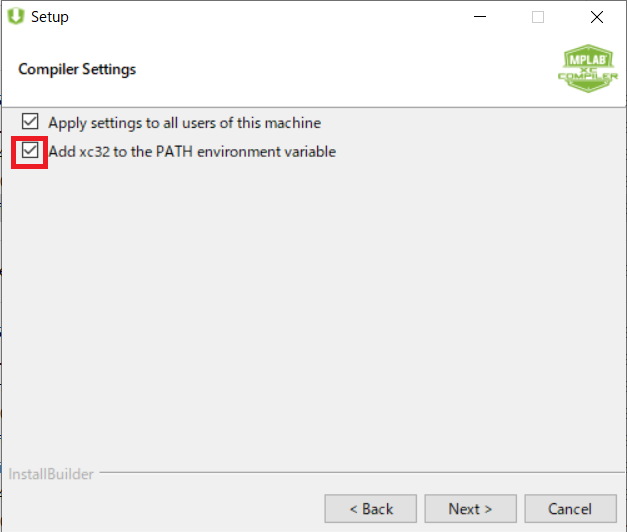 Setup
Compiler Settings
MPLAB
XC
COMPILER
Apply settings to all users of this machine
Add xc32 to the PATH environment variable
InstallBuilder
< Back
Next >
Cancel